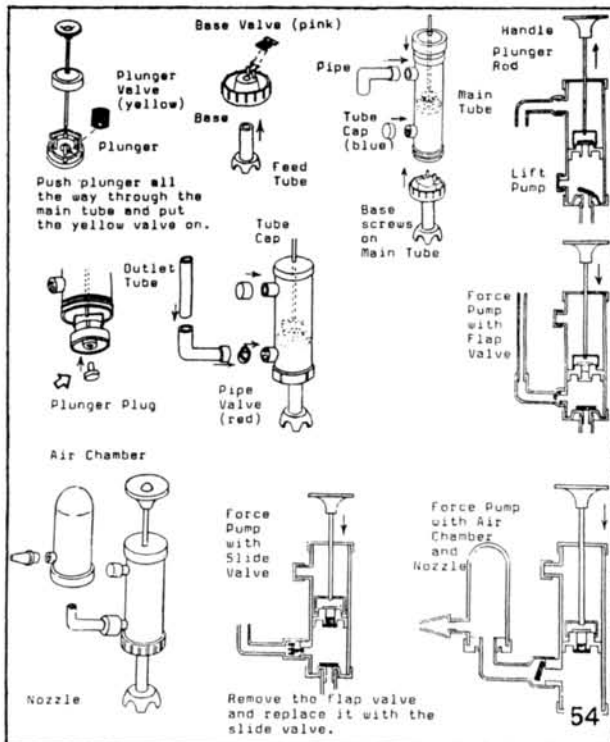 Base Valve (pink)
Plunger
Valve
(yellow)
Base
Plunger
Feed
Tube
Push plunger all
the way through the
main tube and put
the yellow valve on.
Pipe
Tube
Cap
(blue)
Base
screws
on
Main Tube
Handle
Plunger
Rod
Main
Tube
Lift
Pump
Outlet
Tube
Tube
Cap
Plunger Plug
Pipe
Valve
(red)
Force
Pump
with
Flap
Valve
Air Chamber
Nozzle
Force
Pump
with
Slide
Valve
Remove the flap valve
and replace it with the
slide valve.
Force Pump
with Air
Chamber
and
Nozzle
54